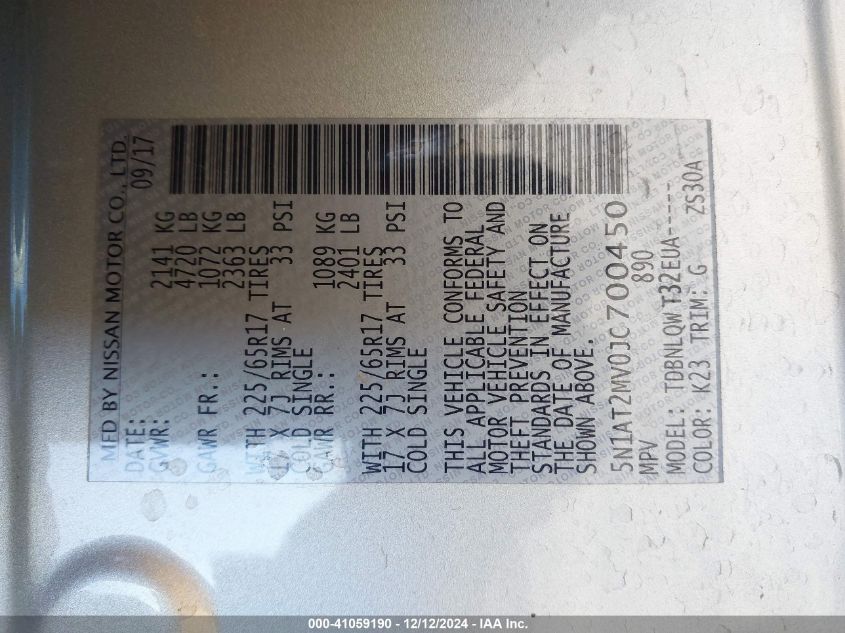 MFD BY NISSAN MOTOR CO., LTD.
DATE: 09/17
GVWR: 2141 KG
4720 LB
GAWR FR.: 1072 KG
2363 LB
WITH 225/65R17 TIRES
17 X 7J RIMS AT 33 PSI
COLD SINGLE
GAWR RR.: 1089 KG
2401 LB
WITH 225/65R17 TIRES
17 X 7J RIMS AT 33 PSI
COLD SINGLE
THIS VEHICLE CONFORMS TO
ALL APPLICABLE FEDERAL
MOTOR VEHICLE SAFETY AND
THEFT PREVENTION
STANDARDS IN EFFECT ON
THE DATE OF MANUFACTURE
SHOWN ABOVE.
5N1AT2MV0JC700450
MPV 890
MODEL: TDBNLQWT32EUA-----
COLOR: K23 TRIM: G ZS30A
000-41059190 - 12/12/2024 - IAA Inc.